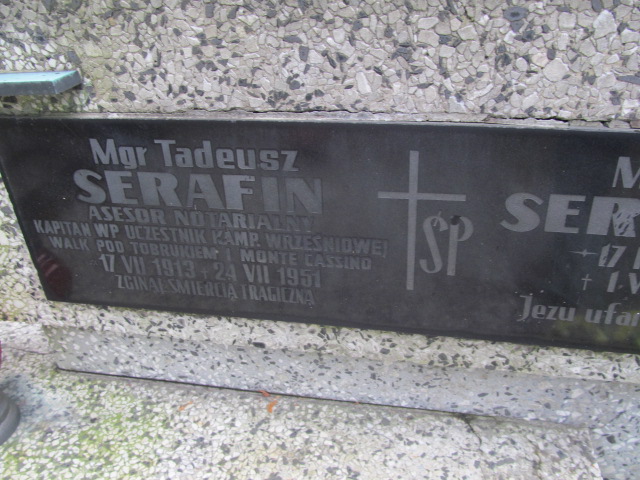 Mgr Tadeusz
SERAFIN
ASESOR NOTARIALNY
KAPITAN WP UCZESTNIK KAMP. WRZEŚNIOWEJ
WALK POD TOBRUKIEM I MONTE CASSINO
17 VII 1913 + 24 VII 1951
ZGINĄŁ ŚMIERCIĄ TRAGICZNĄ
ŚP
M
SER
17
Jezu ufa